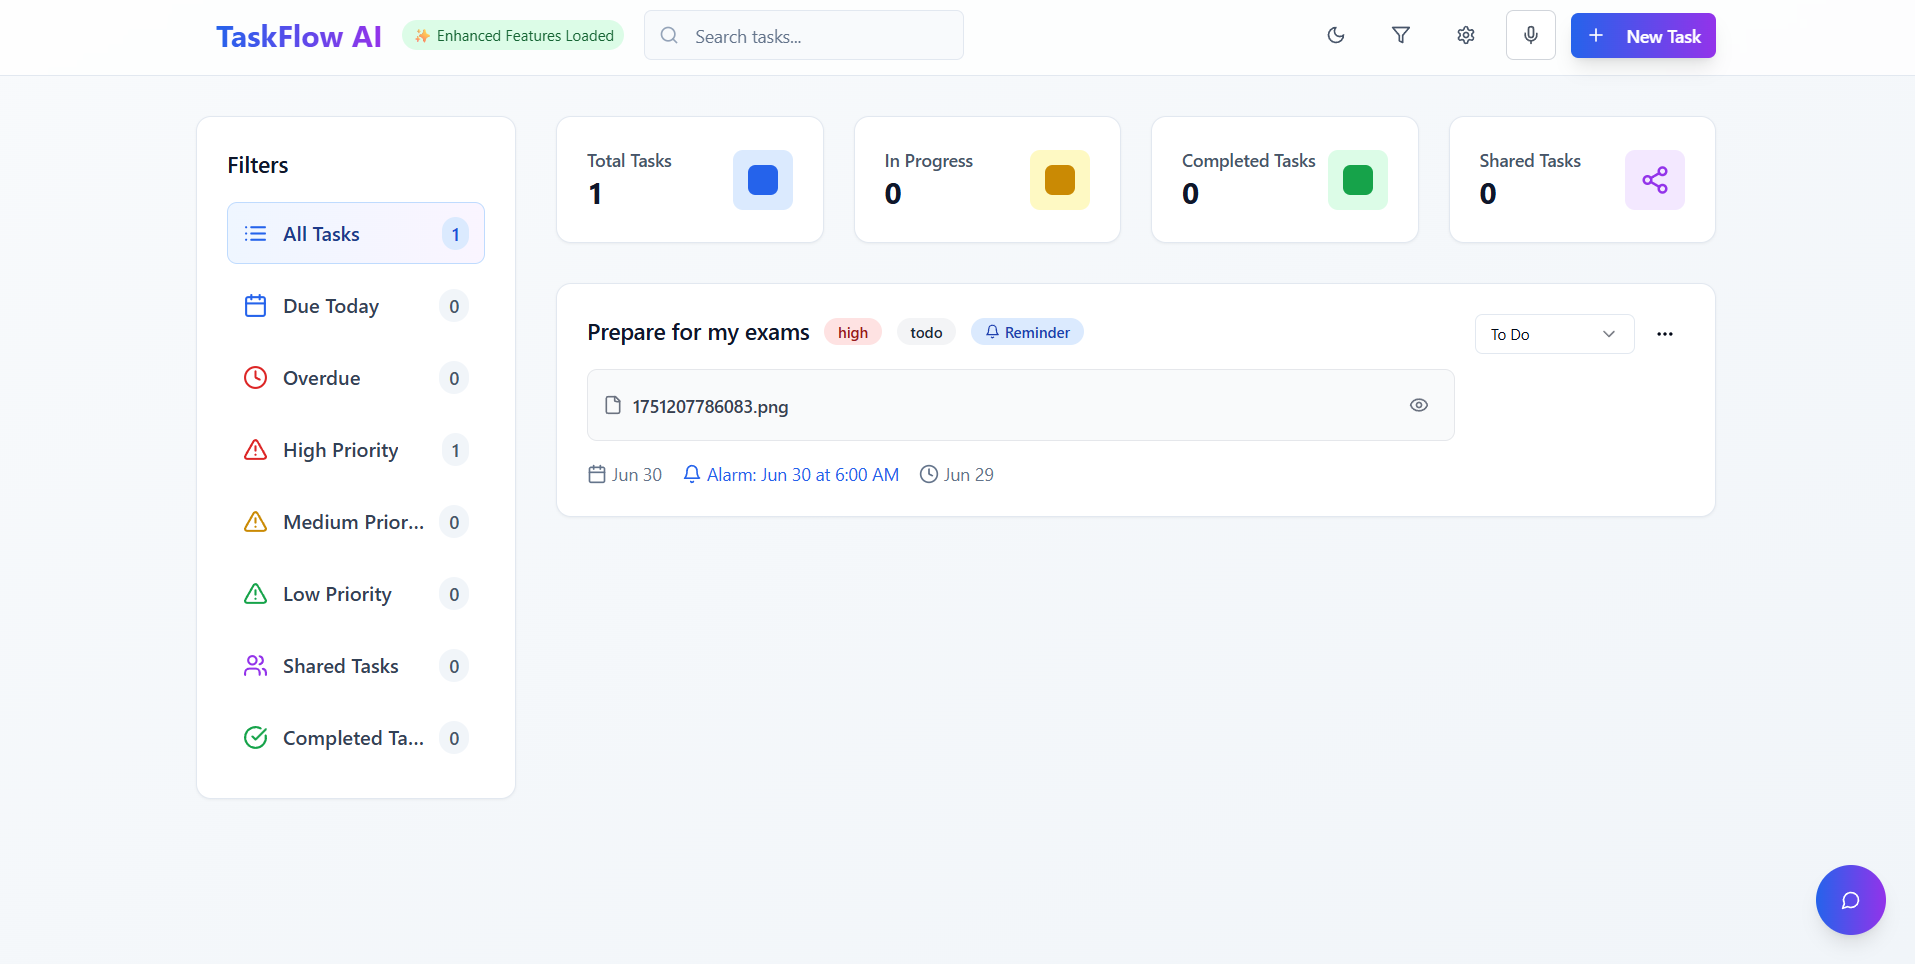 TaskFlow AI
✨ Enhanced Features Loaded
Search tasks...
New Task
Filters
All Tasks 1
Due Today 0
Overdue 0
High Priority 1
Medium Prior... 0
Low Priority 0
Shared Tasks 0
Completed Ta... 0
Total Tasks
1
In Progress
0
Completed Tasks
0
Shared Tasks
0
Prepare for my exams high todo Reminder
To Do
1751207786083.png
Jun 30 Alarm: Jun 30 at 6:00 AM Jun 29